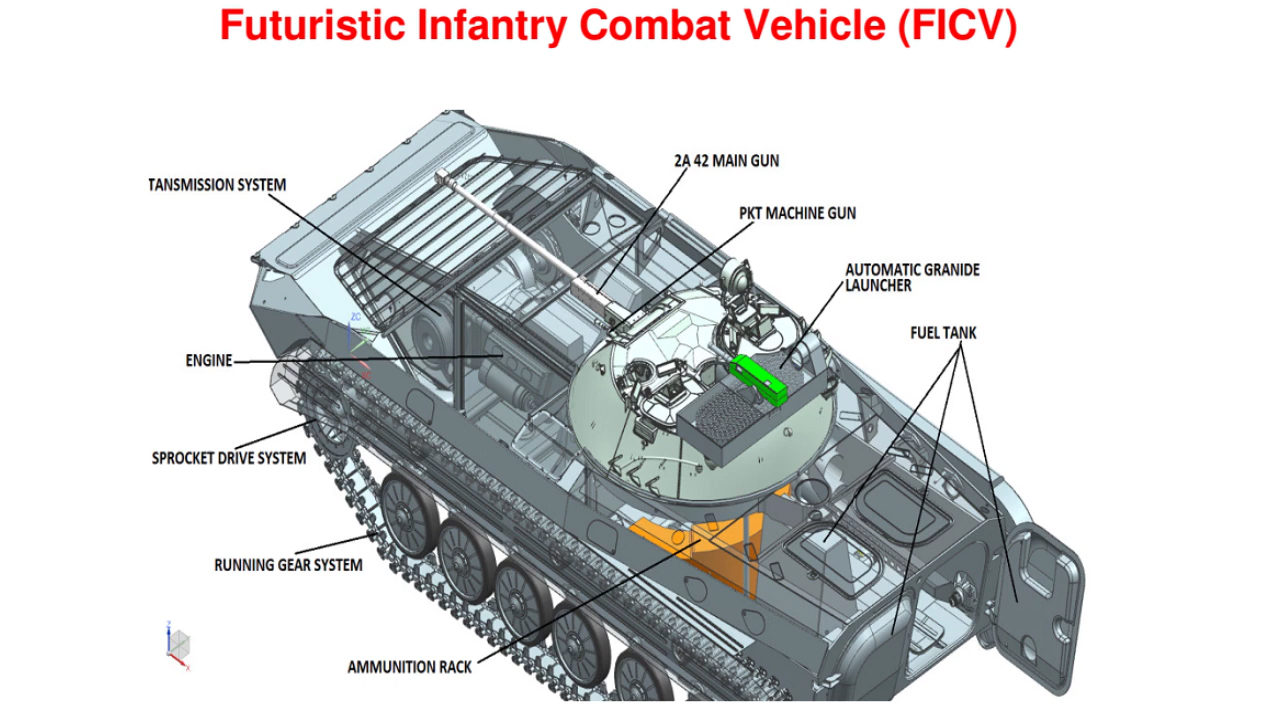 Futuristic Infantry Combat Vehicle (FICV)
2A 42 MAIN GUN
TANSMISSION SYSTEM
PKT MACHINE GUN
AUTOMATIC GRANIDE
LAUNCHER
FUEL TANK
ENGINE
SPROCKET DRIVE SYSTEM
RUNNING GEAR SYSTEM
AMMUNITION RACK
ZC
Z
X